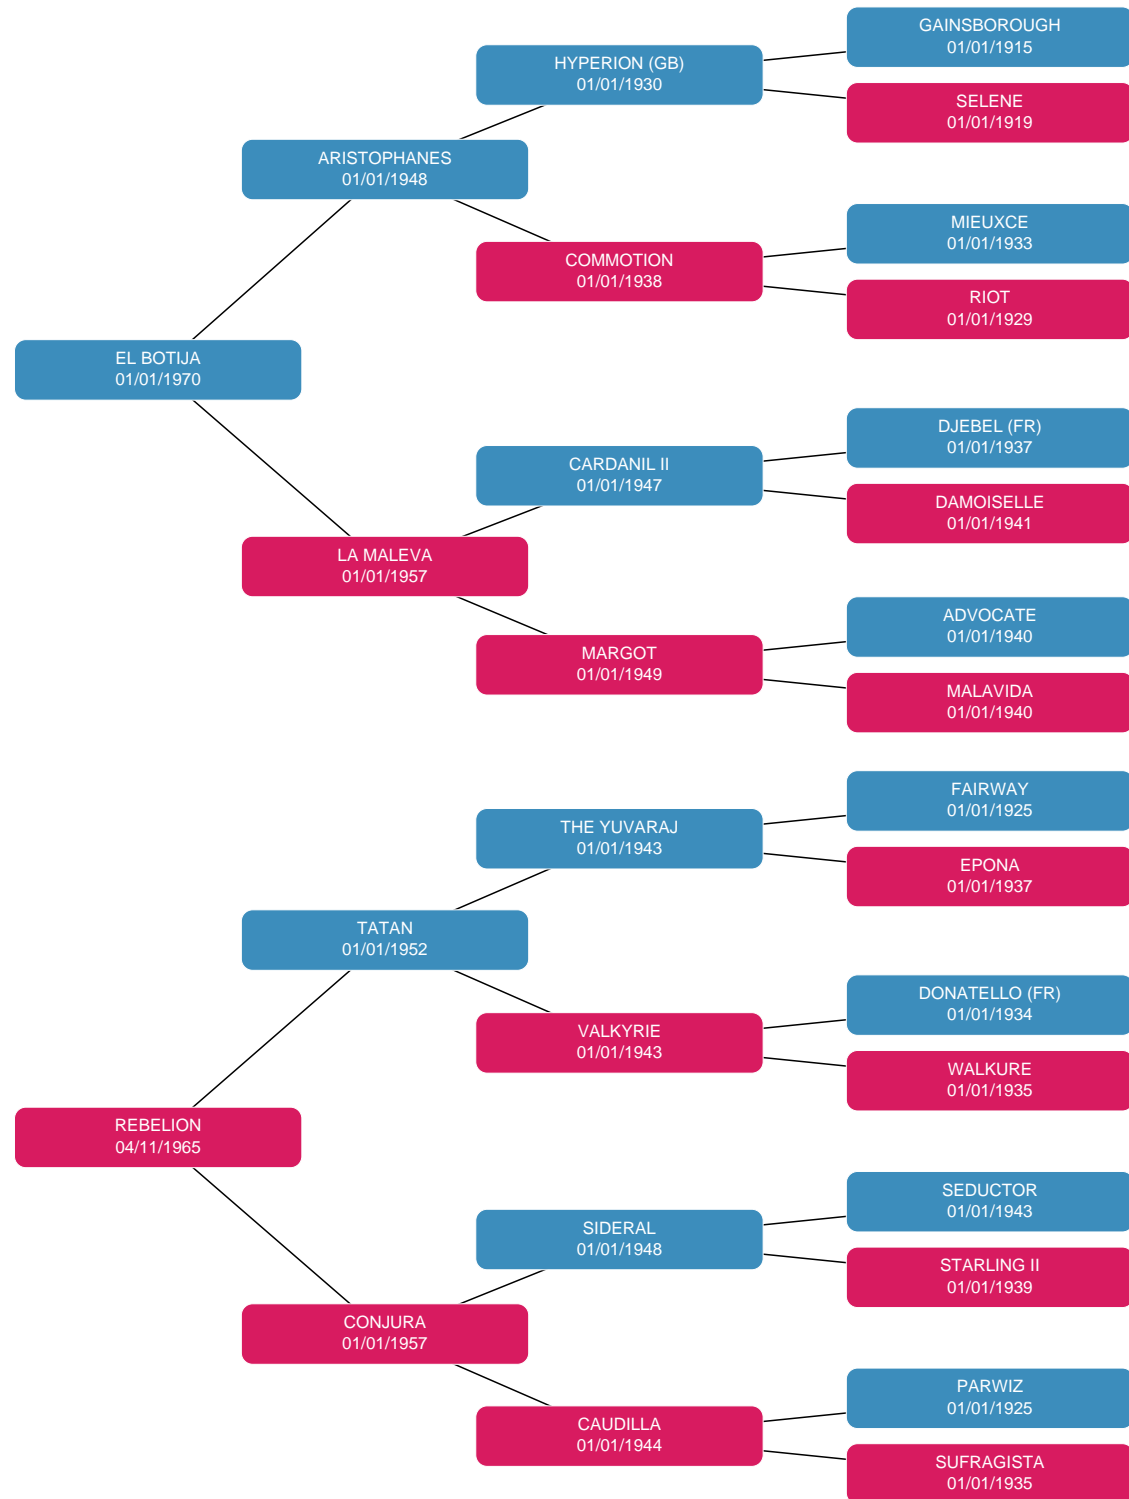 GAINSBOROUGH
01/01/1915
HYPERION (GB)
01/01/1930
SELENE
01/01/1919
ARISTOPHANES
01/01/1948
MIEUXCE
01/01/1933
COMMOTION
01/01/1938
RIOT
01/01/1929
EL BOTIJA
01/01/1970
DJEBEL (FR)
01/01/1937
CARDANIL II
01/01/1947
DAMOISELLE
01/01/1941
LA MALEVA
01/01/1957
ADVOCATE
01/01/1940
MARGOT
01/01/1949
MALAVIDA
01/01/1940
FAIRWAY
01/01/1925
THE YUVARAJ
01/01/1943
EPONA
01/01/1937
TATAN
01/01/1952
DONATELLO (FR)
01/01/1934
VALKYRIE
01/01/1943
WALKURE
01/01/1935
REBELION
04/11/1965
SEDUCTOR
01/01/1943
SIDERAL
01/01/1948
STARLING II
01/01/1939
CONJURA
01/01/1957
PARWIZ
01/01/1925
CAUDILLA
01/01/1944
SUFRAGISTA
01/01/1935